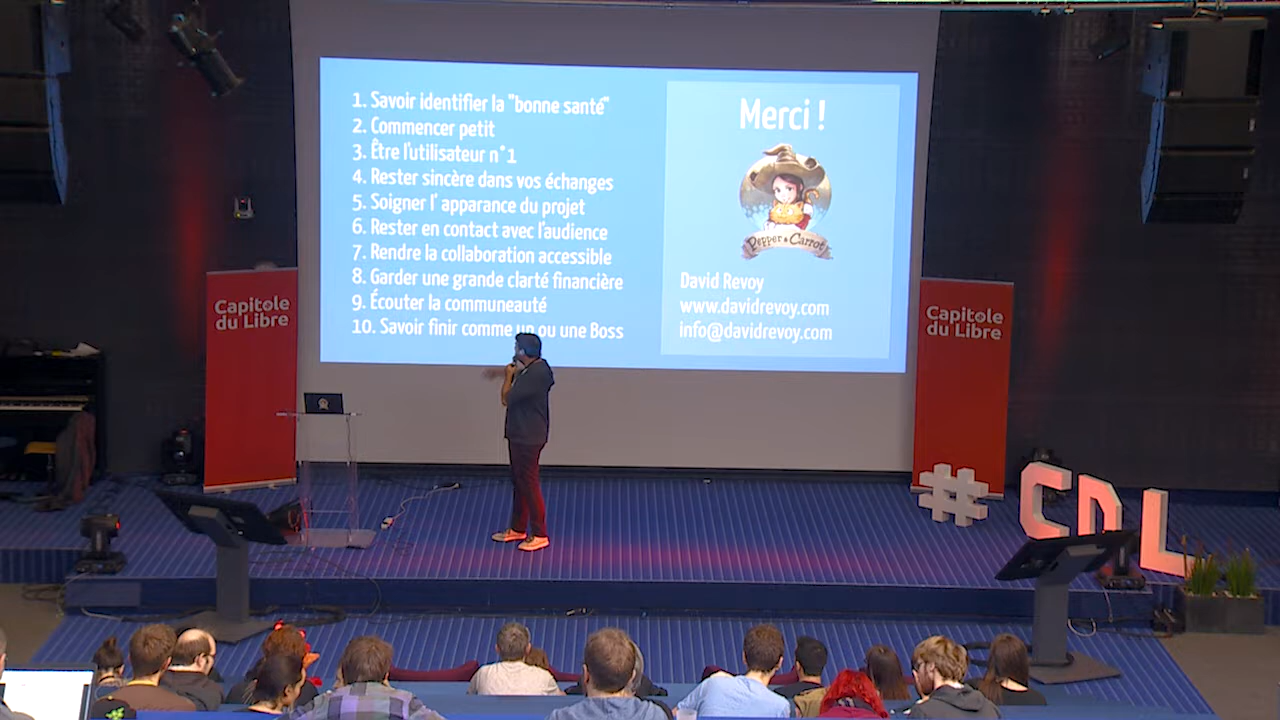 1. Savoir identifier la "bonne santé"
2. Commencer petit
3. Être l'utilisateur n°1
4. Rester sincère dans vos échanges
5. Soigner l' apparance du projet
6. Rester en contact avec l'audience
7. Rendre la collaboration accessible
8. Garder une grande clarté financière
9. Écouter la communeauté
10. Savoir finir comme un ou une Boss
Merci !
Pepper & Carrot
David Revoy
www.davidrevoy.com
info@davidrevoy.com
Capitole
du Libre
Capitole
du Libre
#CDL